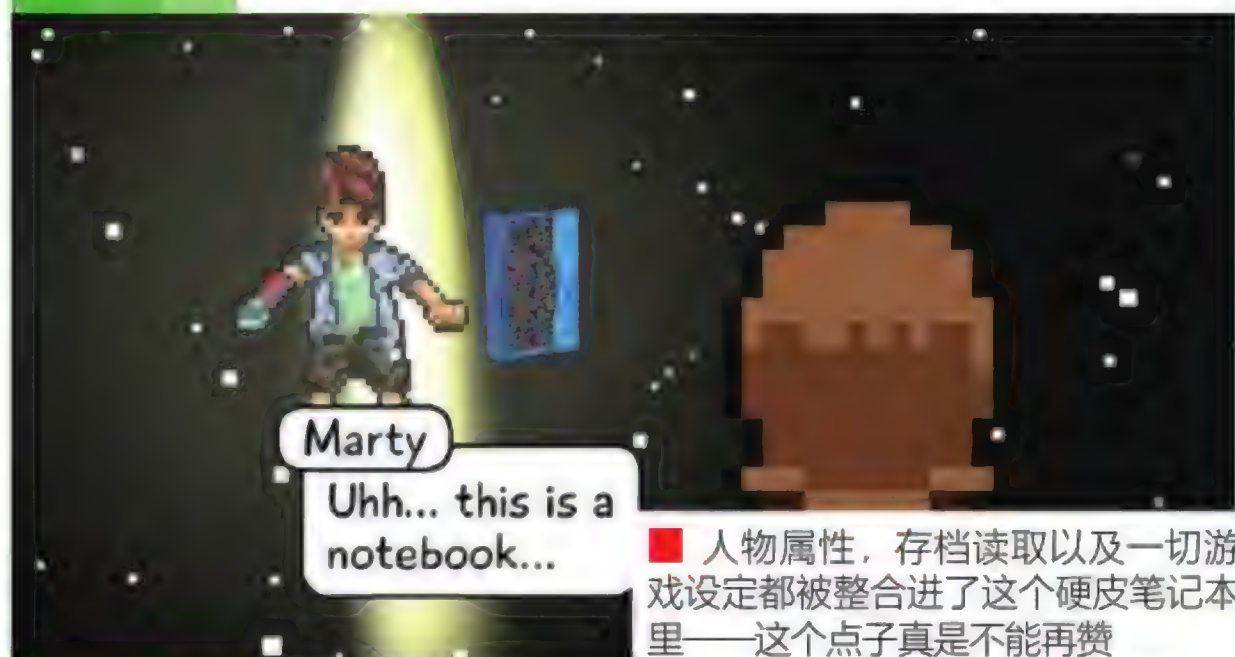 Marty
Uhh... this is a
notebook...
■ 人物属性，存档读取以及一切游
戏设定都被整合进了这个硬皮笔记本
里——这个点子真是不能再赞